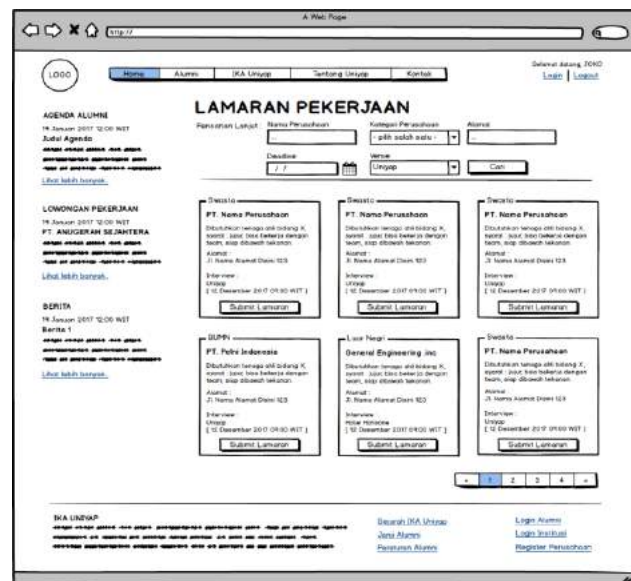 A Web Page
http://
LOGO
Home Alumni IKA Uniyap Tentang Uniyap Kontak
Selamat datang, JOKO
Login | Logout
LAMARAN PEKERJAAN
Pencarian Lanjut : Nama Perusahaan Kategori Perusahaan Alamat
- pilih salah satu -
Deadline Venue
/ / Uniyap Cari
AGENDA ALUMNI
19 Januari 2017 12:00 WIT
Judul Agenda
Lihat lebih banyak..
LOWONGAN PEKERJAAN
19 Januari 2017 12:00 WIT
PT. ANUGERAH SEJAHTERA
Lihat lebih banyak..
BERITA
19 Januari 2017 12:00 WIT
Berita 1
Lihat lebih banyak..
Swasta
PT. Nama Perusahaan
Dibutuhkan tenaga ahli bidang X,
syarat : jujur, bisa bekerja dengan
team, siap dibawah tekanan.
Alamat :
Jl. Nama Alamat Disini 123
Interview :
Uniyap
[ 12 Desember 2017 09:00 WIT ]
Submit Lamaran
Swasta
PT. Nama Perusahaan
Dibutuhkan tenaga ahli bidang X,
syarat : jujur, bisa bekerja dengan
team, siap dibawah tekanan.
Alamat :
Jl. Nama Alamat Disini 123
Interview :
Uniyap
[ 12 Desember 2017 09:00 WIT ]
Submit Lamaran
Swasta
PT. Nama Perusahaan
Dibutuhkan tenaga ahli bidang X,
syarat : jujur, bisa bekerja dengan
team, siap dibawah tekanan.
Alamat :
Jl. Nama Alamat Disini 123
Interview :
Uniyap
[ 12 Desember 2017 09:00 WIT ]
Submit Lamaran
BUMN
PT. Pelni Indonesia
Dibutuhkan tenaga ahli bidang X,
syarat : jujur, bisa bekerja dengan
team, siap dibawah tekanan.
Alamat :
Jl. Nama Alamat Disini 123
Interview :
Uniyap
[ 12 Desember 2017 09:00 WIT ]
Submit Lamaran
Luar Negri
General Engineering .inc
Dibutuhkan tenaga ahli bidang X,
syarat : jujur, bisa bekerja dengan
team, siap dibawah tekanan.
Alamat :
Jl. Nama Alamat Disini 123
Interview :
Hotel
[ 12 Desember 2017 09:00 WIT ]
Submit Lamaran
Swasta
PT. Nama Perusahaan
Dibutuhkan tenaga ahli bidang X,
syarat : jujur, bisa bekerja dengan
team, siap dibawah tekanan.
Alamat :
Jl. Nama Alamat Disini 123
Interview :
Uniyap
[ 12 Desember 2017 09:00 WIT ]
Submit Lamaran
« 1 2 3 4 »
IKA UNIYAP
Sejarah IKA Uniyap
Jenis Alumni
Peraturan Alumni
Login Alumni
Login Institusi
Register Perusahaan